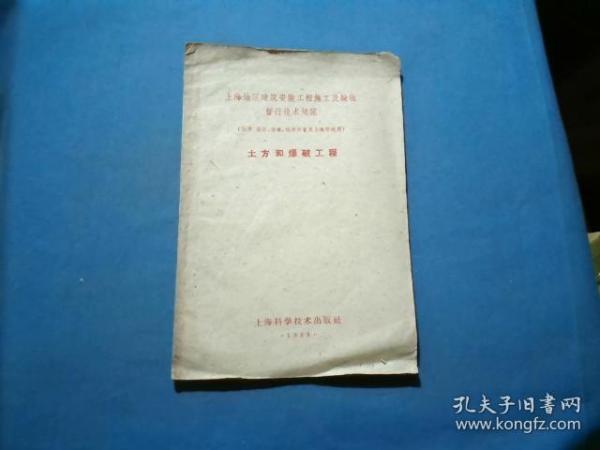 上海地区建筑安装工程施工及验收
暂行技术规范
土方和爆破工程
上海科学技术出版社
孔夫子旧书网
www.kongfz.com